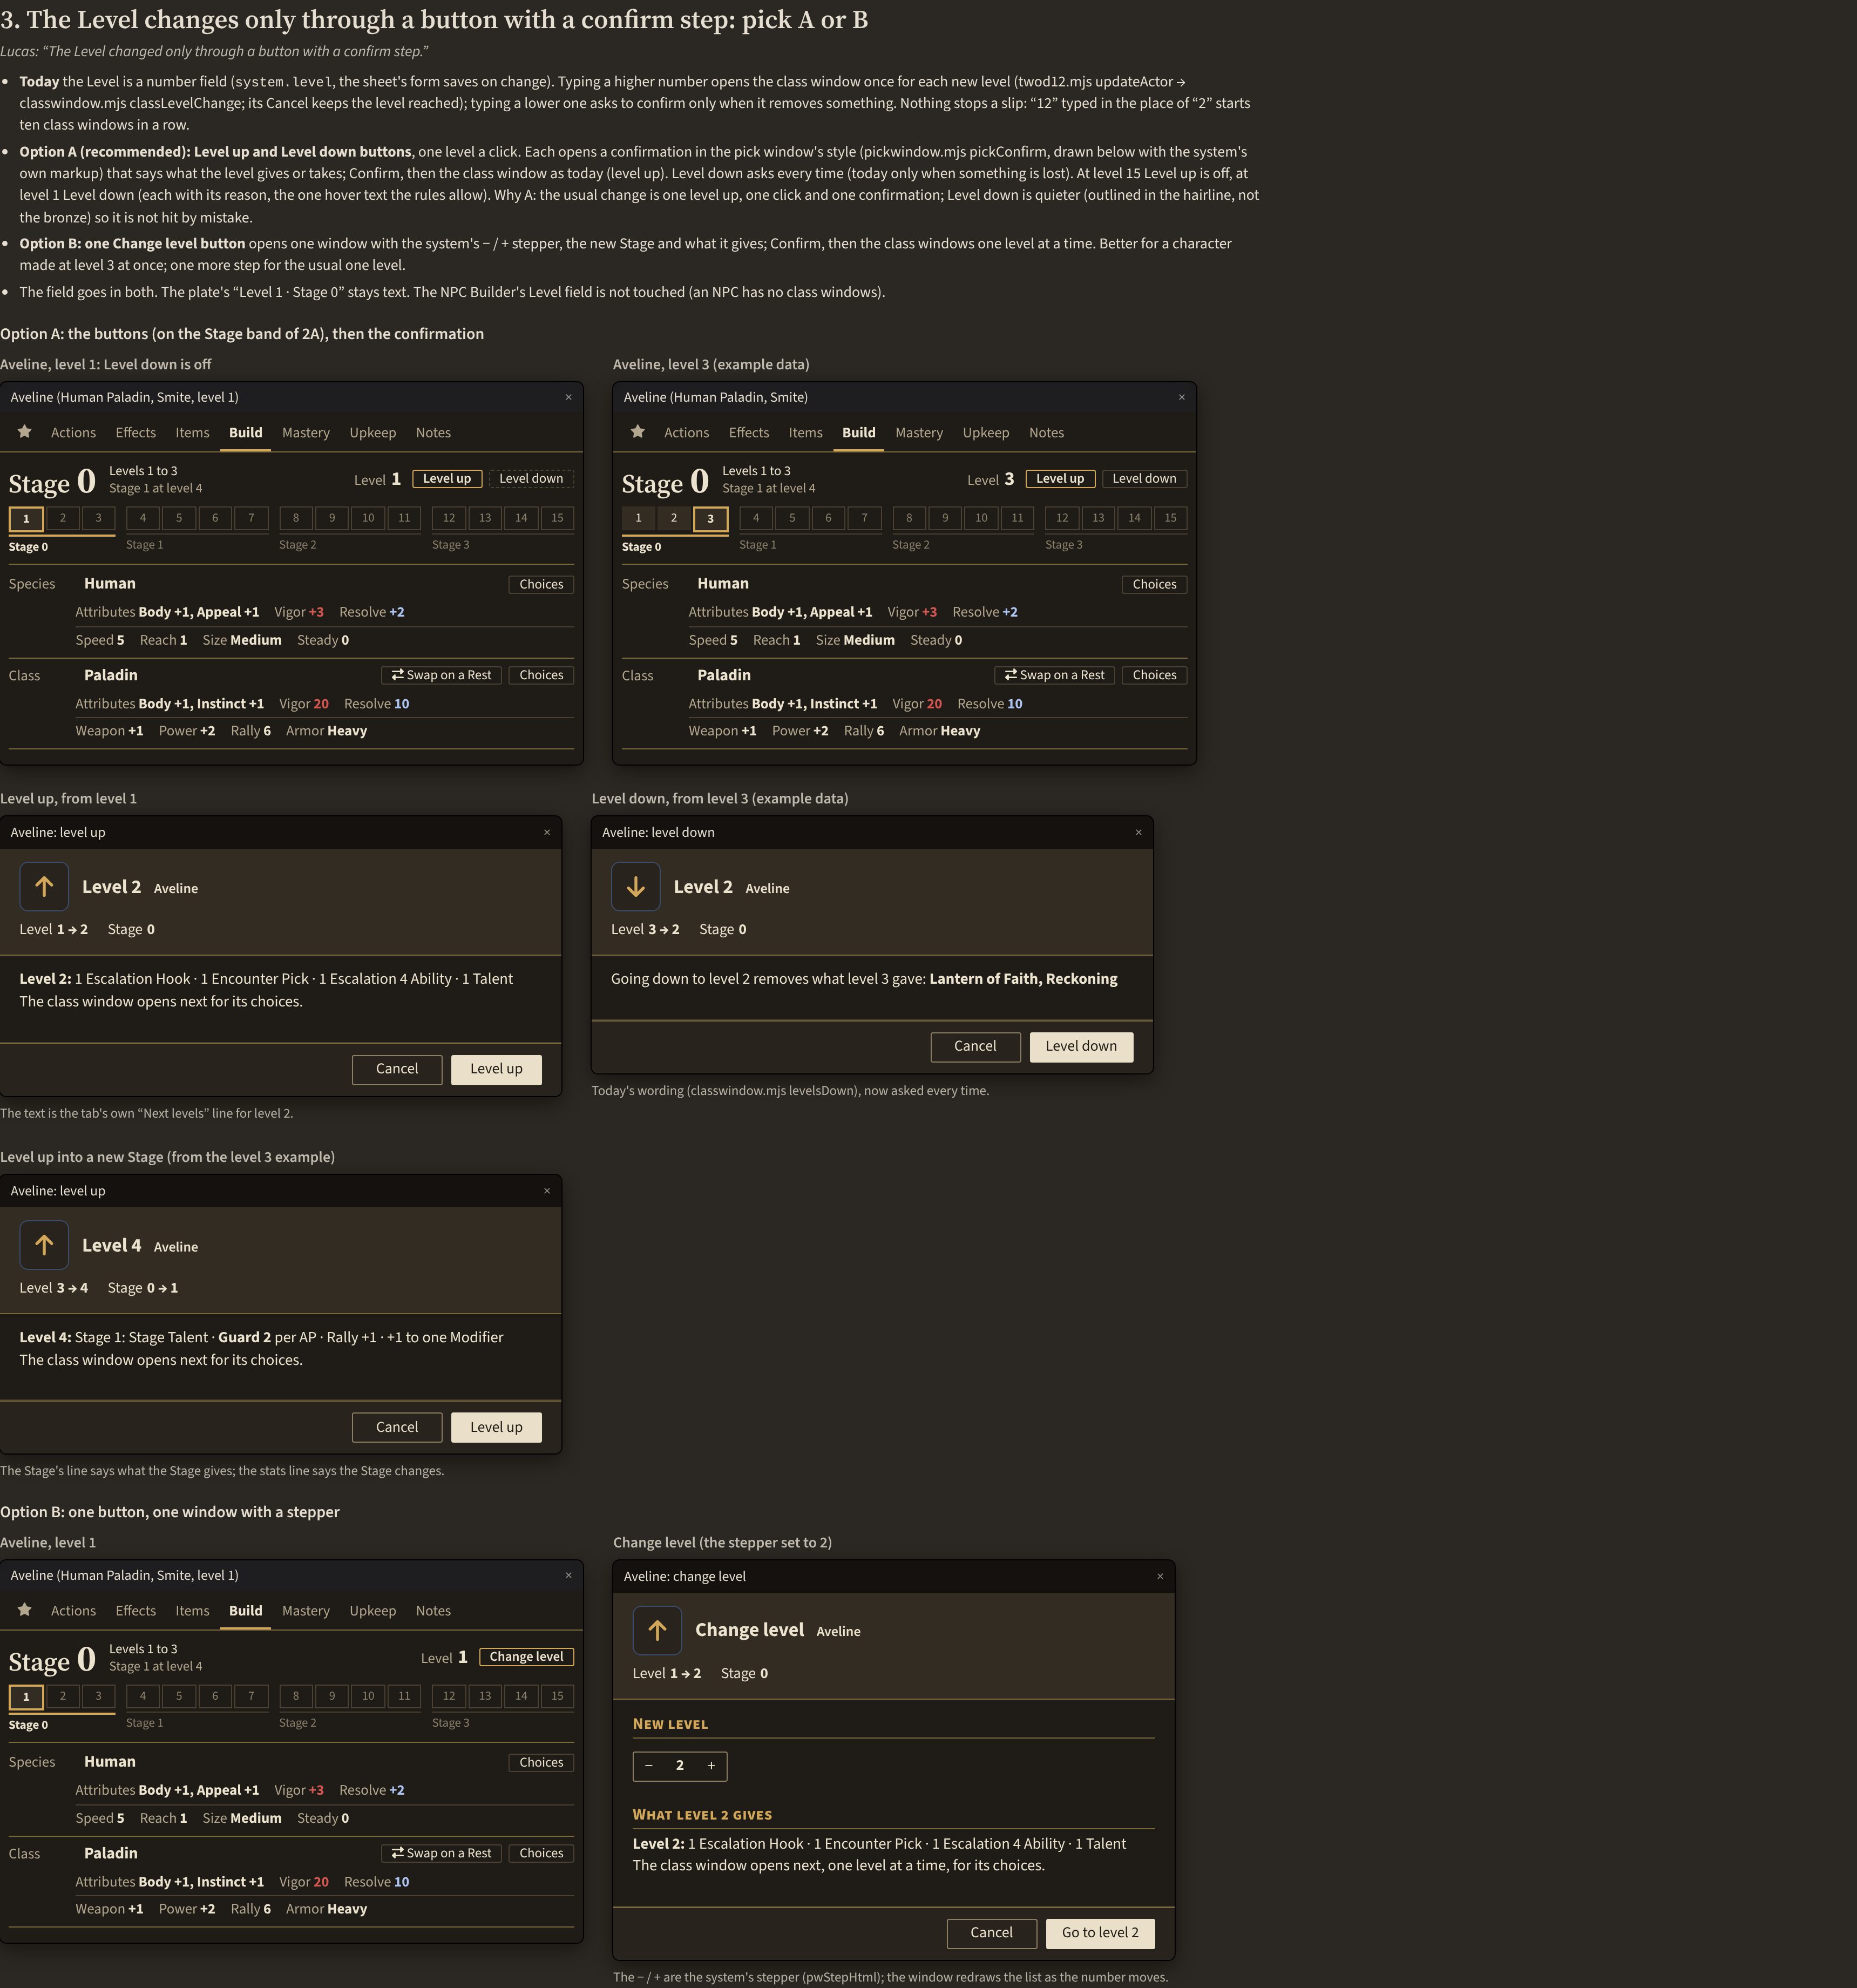 3. The Level changes only through a button with a confirm step: pick A or B
Lucas: “The Level changed only through a button with a confirm step.”
• Today the Level is a number field (system.level, the sheet's form saves on change). Typing a higher number opens the class window once for each new level (twod12.mjs updateActor →
classwindow.mjs classLevelChange; its Cancel keeps the level reached); typing a lower one asks to confirm only when it removes something. Nothing stops a slip: “12” typed in the place of “2” starts
ten class windows in a row.
• Option A (recommended): Level up and Level down buttons, one level a click. Each opens a confirmation in the pick window's style (pickwindow.mjs pickConfirm, drawn below with the system's
own markup) that says what the level gives or takes; Confirm, then the class window as today (level up). Level down asks every time (today only when something is lost). At level 15 Level up is off, at
level 1 Level down (each with its reason, the one hover text the rules allow). Why A: the usual change is one level up, one click and one confirmation; Level down is quieter (outlined in the hairline, not
the bronze) so it is not hit by mistake.
• Option B: one Change level button opens one window with the system's − / + stepper, the new Stage and what it gives; Confirm, then the class windows one level at a time. Better for a character
made at level 3 at once; one more step for the usual one level.
• The field goes in both. The plate's “Level 1 · Stage 0” stays text. The NPC Builder's Level field is not touched (an NPC has no class windows).
Option A: the buttons (on the Stage band of 2A), then the confirmation
Aveline, level 1: Level down is off
Aveline (Human Paladin, Smite, level 1) ×
Actions Effects Items Build Mastery Upkeep Notes
Stage 0 Levels 1 to 3 Level 1 Level up Level down
Stage 1 at level 4
1 2 3 4 5 6 7 8 9 10 11 12 13 14 15
Stage 0 Stage 1 Stage 2 Stage 3
Species Human Choices
Attributes Body +1, Appeal +1 Vigor +3 Resolve +2
Speed 5 Reach 1 Size Medium Steady 0
Class Paladin ⇄ Swap on a Rest Choices
Attributes Body +1, Instinct +1 Vigor 20 Resolve 10
Weapon +1 Power +2 Rally 6 Armor Heavy
Aveline, level 3 (example data)
Aveline (Human Paladin, Smite) ×
Actions Effects Items Build Mastery Upkeep Notes
Stage 0 Levels 1 to 3 Level 3 Level up Level down
Stage 1 at level 4
1 2 3 4 5 6 7 8 9 10 11 12 13 14 15
Stage 0 Stage 1 Stage 2 Stage 3
Species Human Choices
Attributes Body +1, Appeal +1 Vigor +3 Resolve +2
Speed 5 Reach 1 Size Medium Steady 0
Class Paladin ⇄ Swap on a Rest Choices
Attributes Body +1, Instinct +1 Vigor 20 Resolve 10
Weapon +1 Power +2 Rally 6 Armor Heavy
Level up, from level 1
Aveline: level up ×
Level 2 Aveline
Level 1 → 2 Stage 0
Level 2: 1 Escalation Hook · 1 Encounter Pick · 1 Escalation 4 Ability · 1 Talent
The class window opens next for its choices.
Cancel Level up
The text is the tab's own “Next levels” line for level 2.
Level down, from level 3 (example data)
Aveline: level down ×
Level 2 Aveline
Level 3 → 2 Stage 0
Going down to level 2 removes what level 3 gave: Lantern of Faith, Reckoning
Cancel Level down
Today's wording (classwindow.mjs levelsDown), now asked every time.
Level up into a new Stage (from the level 3 example)
Aveline: level up ×
Level 4 Aveline
Level 3 → 4 Stage 0 → 1
Level 4: Stage 1: Stage Talent · Guard 2 per AP · Rally +1 · +1 to one Modifier
The class window opens next for its choices.
Cancel Level up
The Stage's line says what the Stage gives; the stats line says the Stage changes.
Option B: one button, one window with a stepper
Aveline, level 1
Aveline (Human Paladin, Smite, level 1) ×
Actions Effects Items Build Mastery Upkeep Notes
Stage 0 Levels 1 to 3 Level 1 Change level
Stage 1 at level 4
1 2 3 4 5 6 7 8 9 10 11 12 13 14 15
Stage 0 Stage 1 Stage 2 Stage 3
Species Human Choices
Attributes Body +1, Appeal +1 Vigor +3 Resolve +2
Speed 5 Reach 1 Size Medium Steady 0
Class Paladin ⇄ Swap on a Rest Choices
Attributes Body +1, Instinct +1 Vigor 20 Resolve 10
Weapon +1 Power +2 Rally 6 Armor Heavy
Change level (the stepper set to 2)
Aveline: change level ×
Change level Aveline
Level 1 → 2 Stage 0
New level
− 2 +
What level 2 gives
Level 2: 1 Escalation Hook · 1 Encounter Pick · 1 Escalation 4 Ability · 1 Talent
The class window opens next, one level at a time, for its choices.
Cancel Go to level 2
The − / + are the system's stepper (pwStepHtml); the window redraws the list as the number moves.